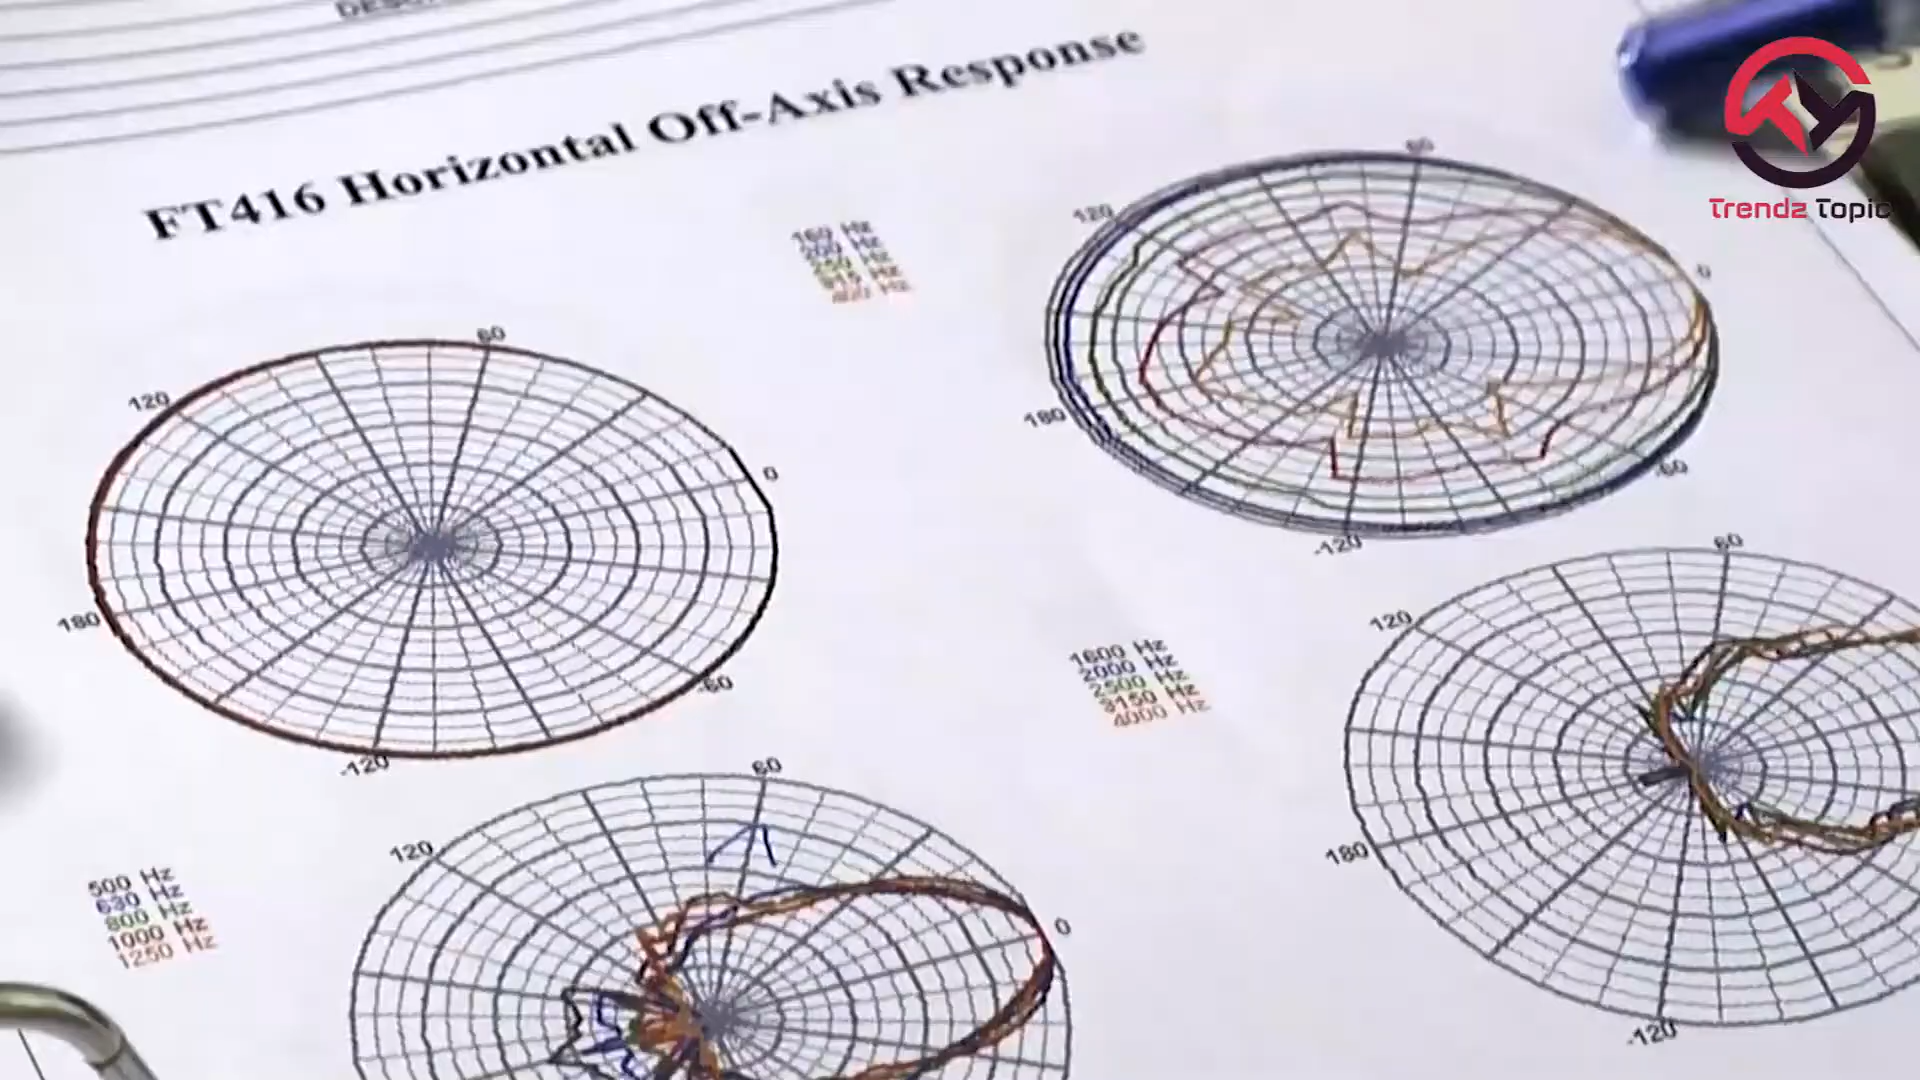 FT416 Horizontal Off-Axis Response
Trendz Topic
160 Hz
200 Hz
250 Hz
315 Hz
400 Hz
60
120
0
180
-60
-120
60
120
0
180
-60
-120
1600 Hz
2000 Hz
2500 Hz
3150 Hz
4000 Hz
60
120
180
-120
500 Hz
630 Hz
800 Hz
1000 Hz
1250 Hz
60
120
0